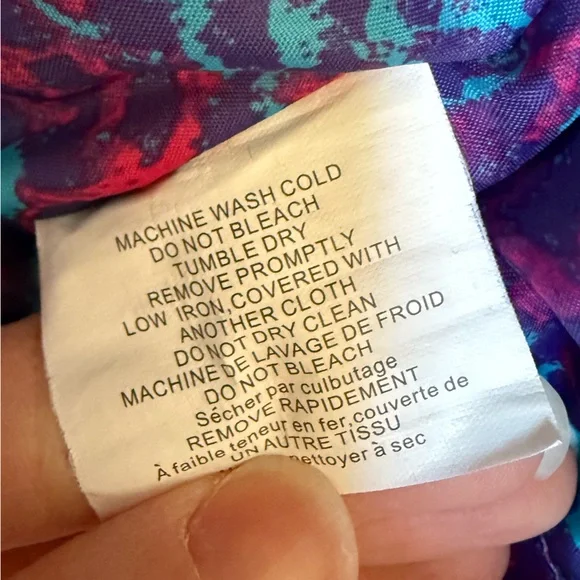 MACHINE WASH COLD
DO NOT BLEACH
TUMBLE DRY
REMOVE PROMPTLY
LOW IRON,COVERED WITH
ANOTHER CLOTH
DO NOT DRY CLEAN
MACHINE DE LAVAGE DE FROID
DO NOT BLEACH
Sécher par culbutage
REMOVE RAPIDEMENT
À faible teneur en fer,couverte de
UN AUTRE TISSU
nettoyer à sec